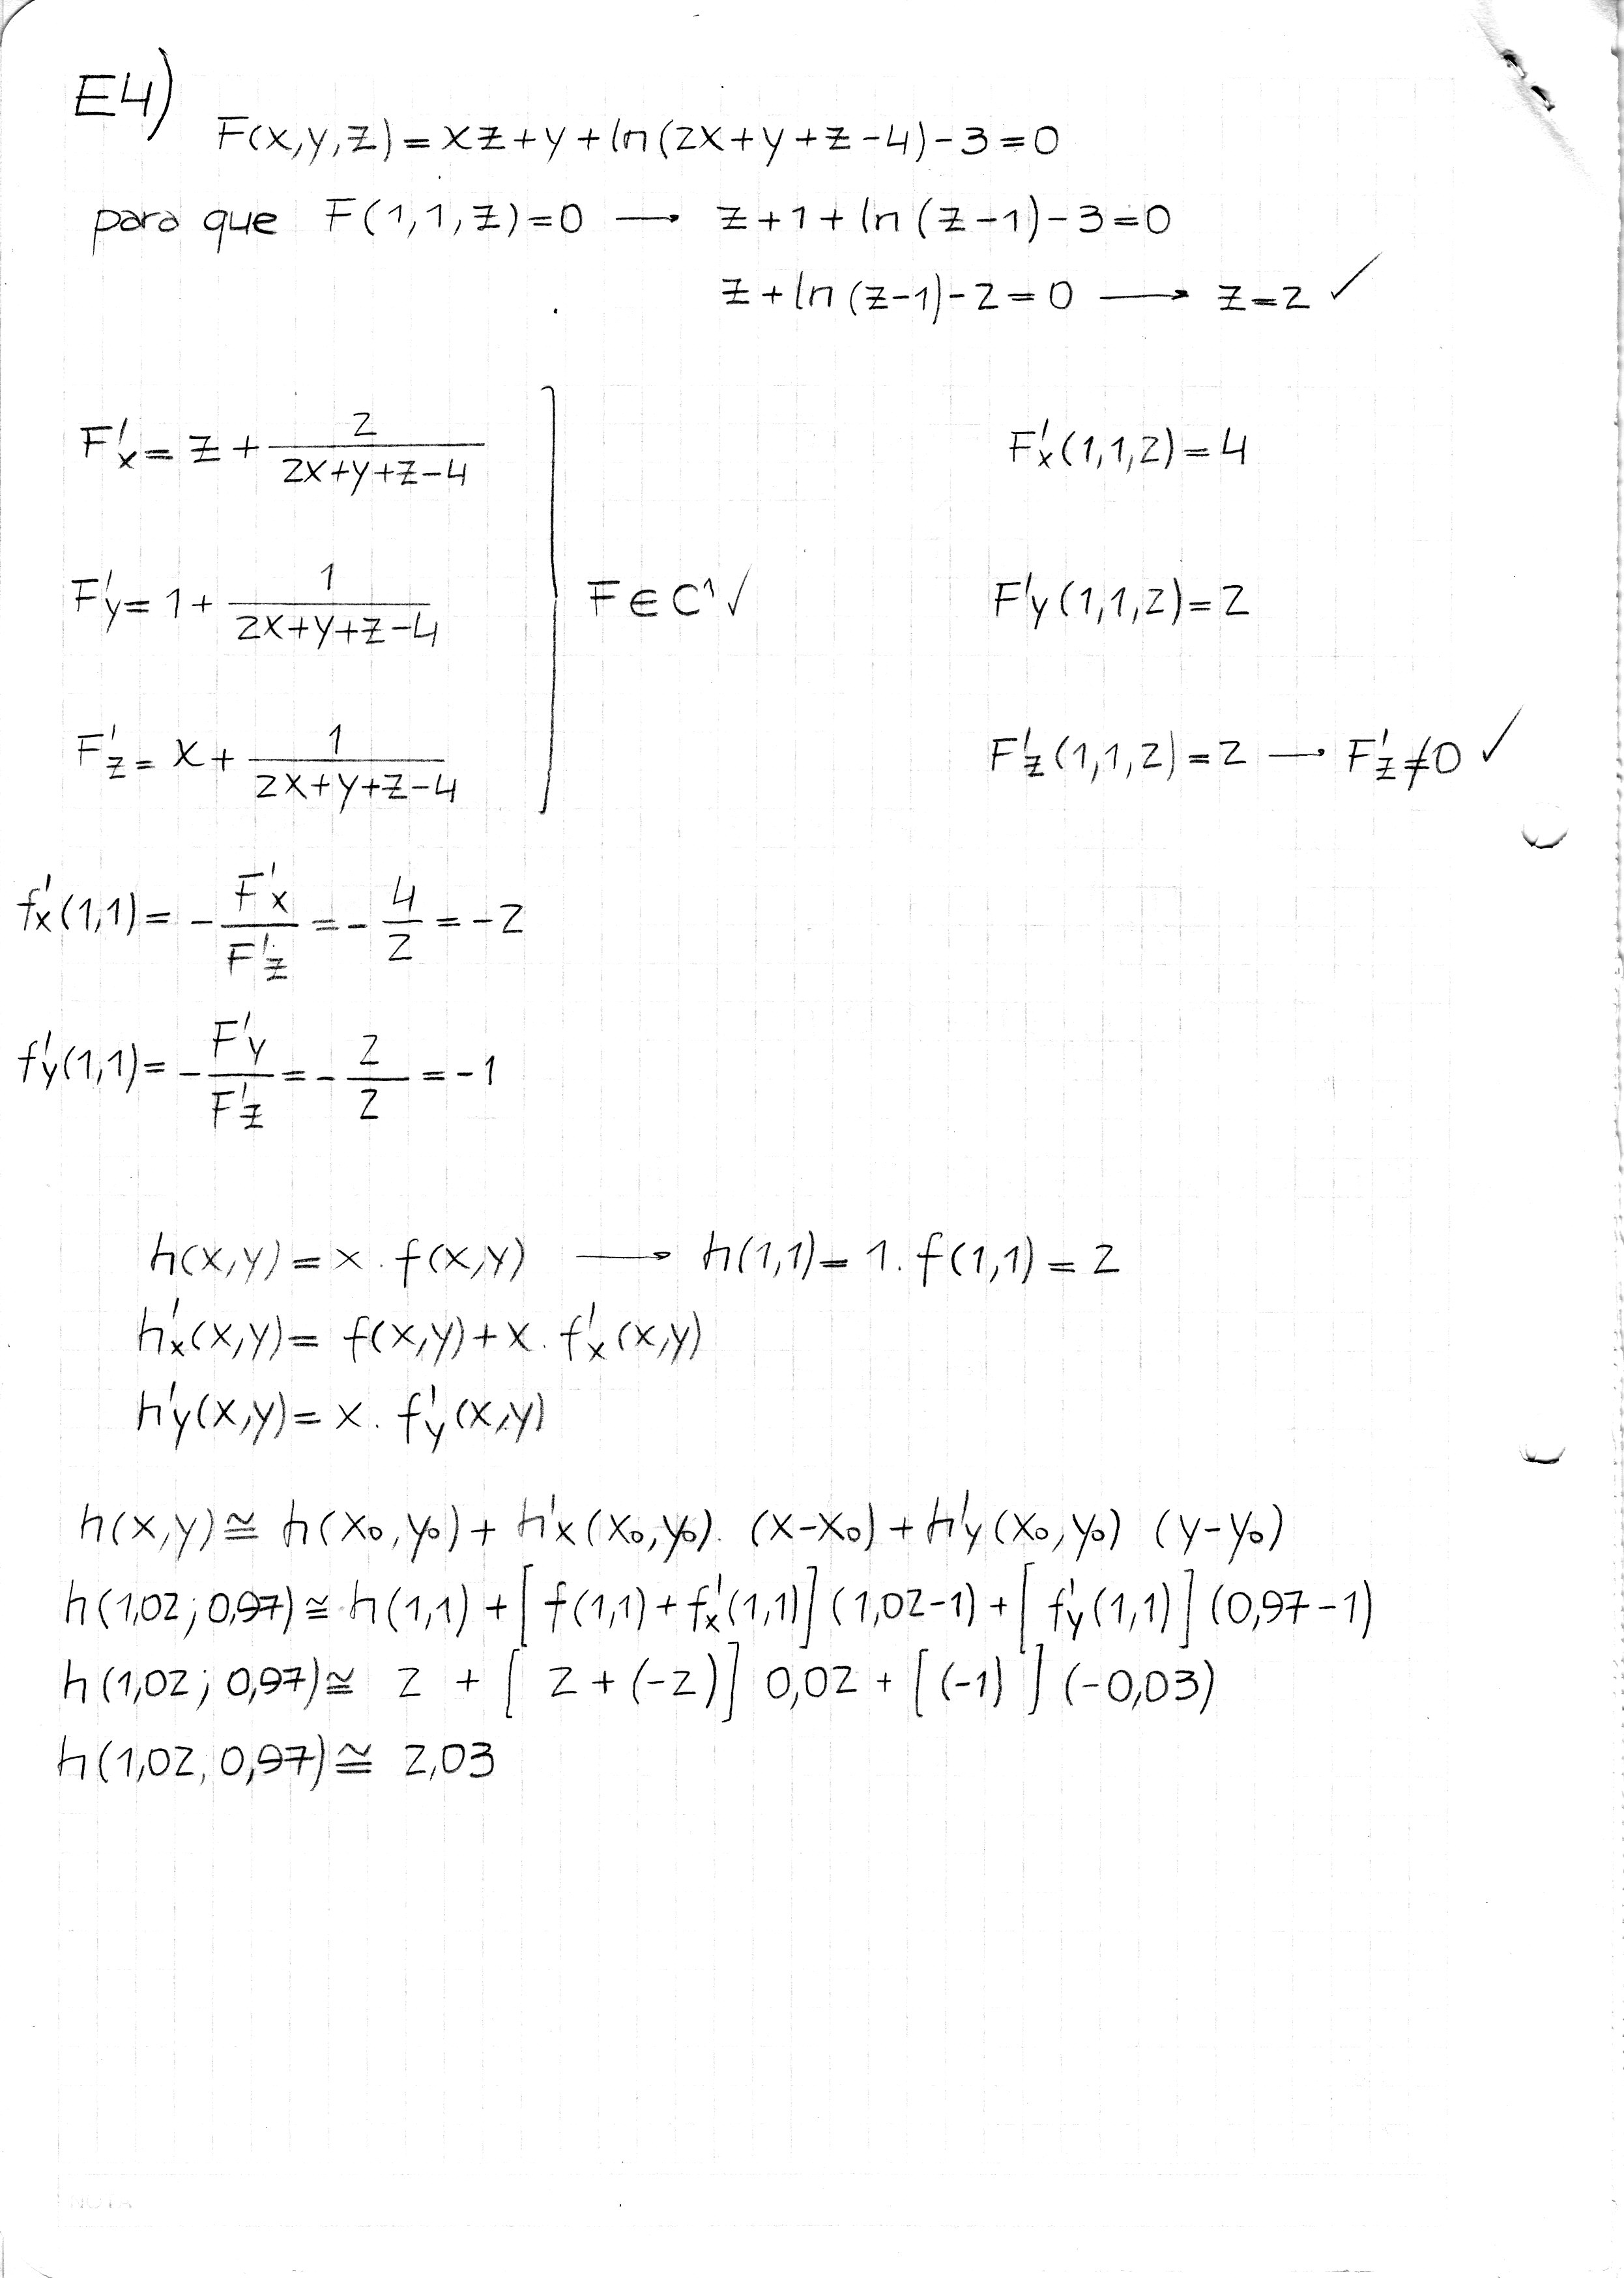 E4)
F(x,y,z) = xz+y+ln(2x+y+z-4)-3=0
para que F(1,1,z)=0 → z+1+ln(z-1)-3=0
z+ln(z-1)-2=0 → z=2 ✓
F'x = z + 2/(2x+y+z-4)
F'x(1,1,2)=4
F'y = 1 + 1/(2x+y+z-4)
F ∈ C¹ ✓
F'y(1,1,2)=2
F'z = x + 1/(2x+y+z-4)
F'z(1,1,2)=2 → F'z≠0 ✓
f'x(1,1) = - F'x/F'z = - 4/2 = -2
f'y(1,1) = - F'y/F'z = - 2/2 = -1
h(x,y) = x . f(x,y) → h(1,1) = 1. f(1,1) = 2
h'x(x,y) = f(x,y)+x. f'x(x,y)
h'y(x,y) = x. f'y(x,y)
h(x,y) ≅ h(x₀,y₀) + h'x(x₀,y₀). (x-x₀) + h'y(x₀,y₀) (y-y₀)
h(1,02; 0,97) ≅ h(1,1) + [f(1,1) + f'x(1,1)] (1,02-1) + [f'y(1,1)] (0,97-1)
h(1,02; 0,97) ≅ 2 + [2+(-2)] 0,02 + [(-1)] (-0,03)
h(1,02, 0,97) ≅ 2,03